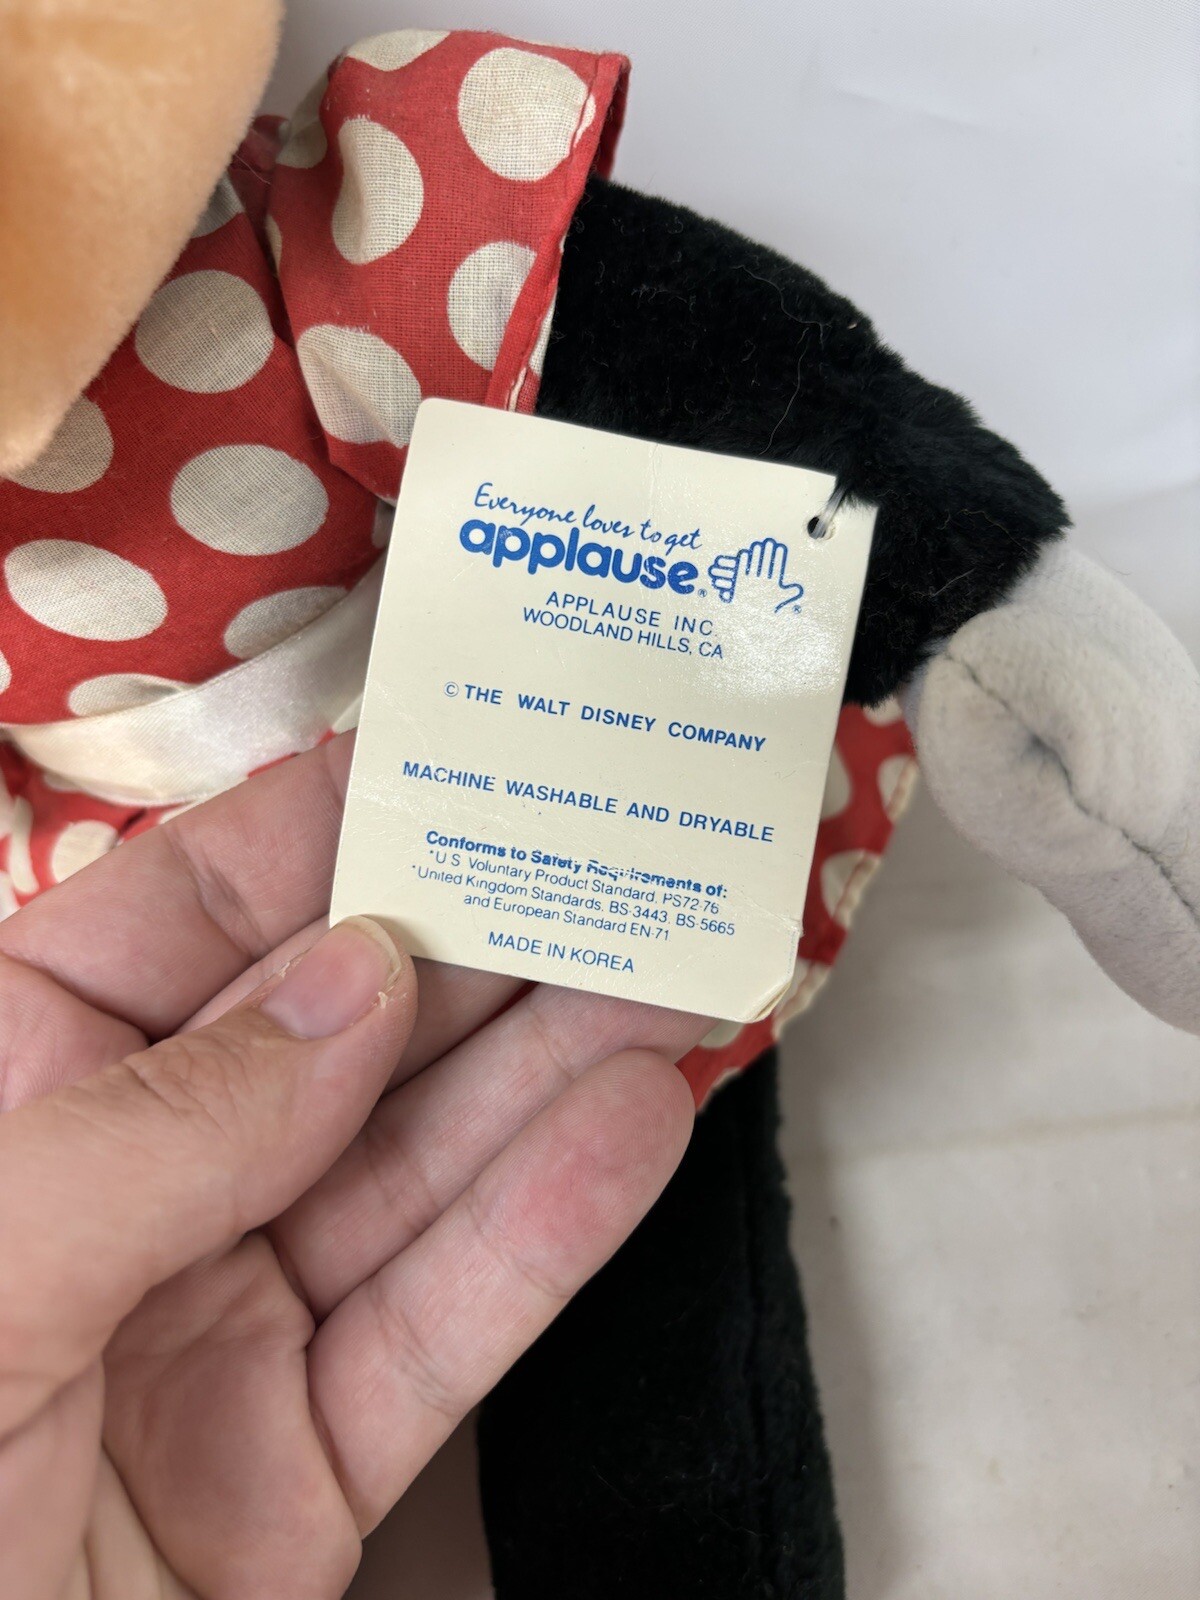 Everyone loves to get
applause®
APPLAUSE INC.
WOODLAND HILLS, CA
© THE WALT DISNEY COMPANY
MACHINE WASHABLE AND DRYABLE
Conforms to Safety Requirements of:
*U S Voluntary Product Standard, PS72-76
*United Kingdom Standards, BS-3443, BS-5665
and European Standard EN-71
MADE IN KOREA